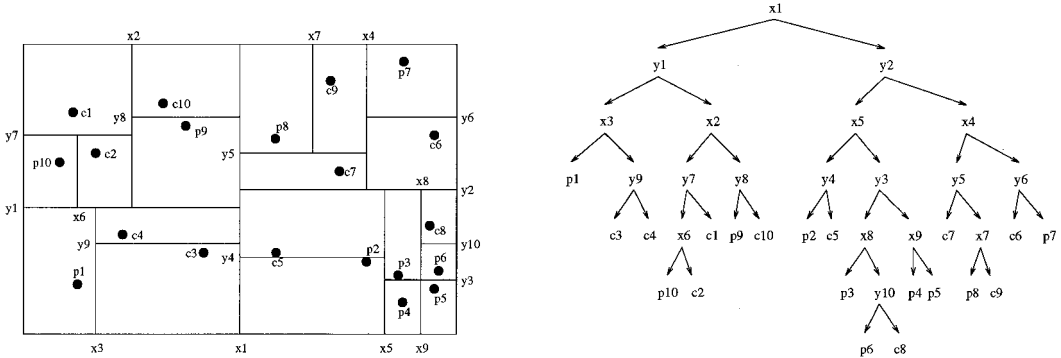 x2 x7 x4
p7
c9
c10
c1
y8 y6
p9
y7 p8 c6
y5
p10 c2
c7
x8
y2
y1
x6
c8
c4
y9 y10
c3 y4 p2
c5 p6
p3
p1 y3
p5
p4
x3 x1 x5 x9
x1
y1 y2
x3 x2 x5 x4
p1 y9 y7 y8 y4 y3 y5 y6
c3 c4 x6 c1 p9 c10 p2 c5 x8 x9 c7 x7 c6 p7
p10 c2 p3 y10 p4 p5 p8 c9
p6 c8